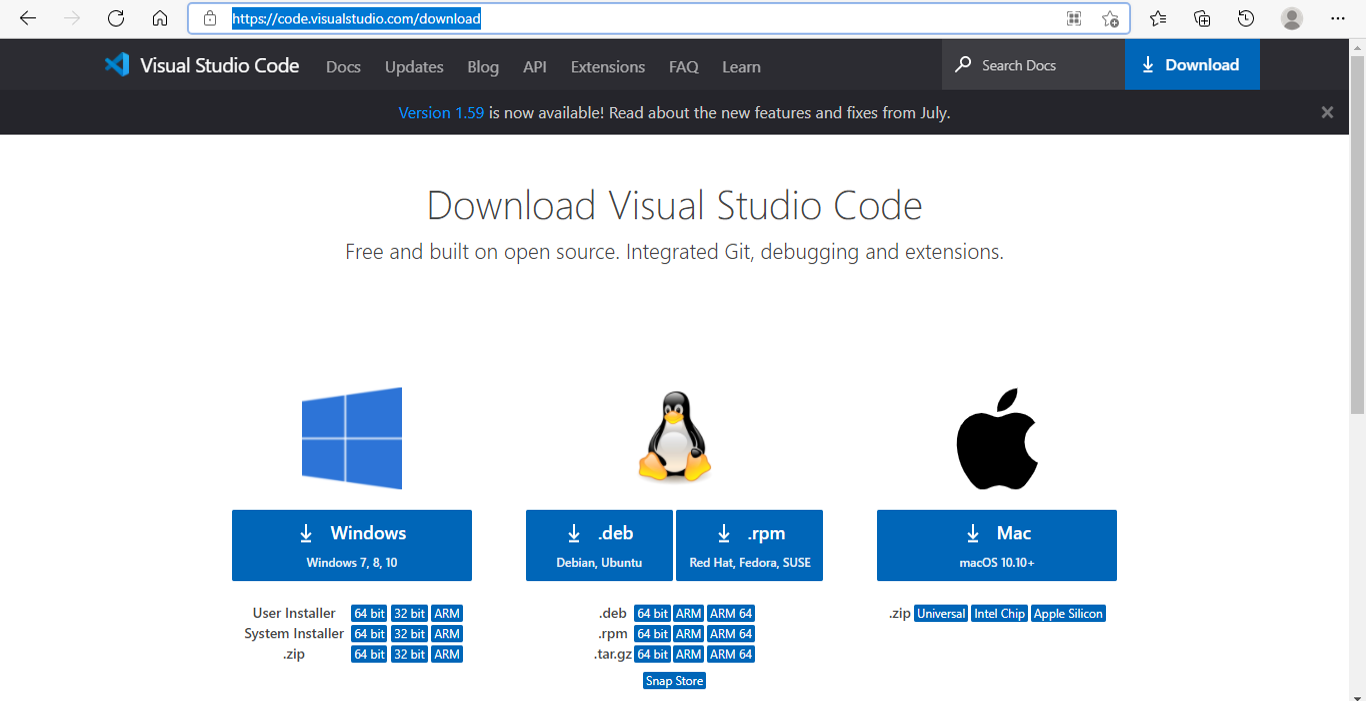 https://code.visualstudio.com/download
Visual Studio Code Docs Updates Blog API Extensions FAQ Learn Search Docs Download
Version 1.59 is now available! Read about the new features and fixes from July.
Download Visual Studio Code
Free and built on open source. Integrated Git, debugging and extensions.
Windows
Windows 7, 8, 10
User Installer 64 bit 32 bit ARM
System Installer 64 bit 32 bit ARM
.zip 64 bit 32 bit ARM
.deb
Debian, Ubuntu
.rpm
Red Hat, Fedora, SUSE
.deb 64 bit ARM ARM 64
.rpm 64 bit ARM ARM 64
.tar.gz 64 bit ARM ARM 64
Snap Store
Mac
macOS 10.10+
.zip Universal Intel Chip Apple Silicon